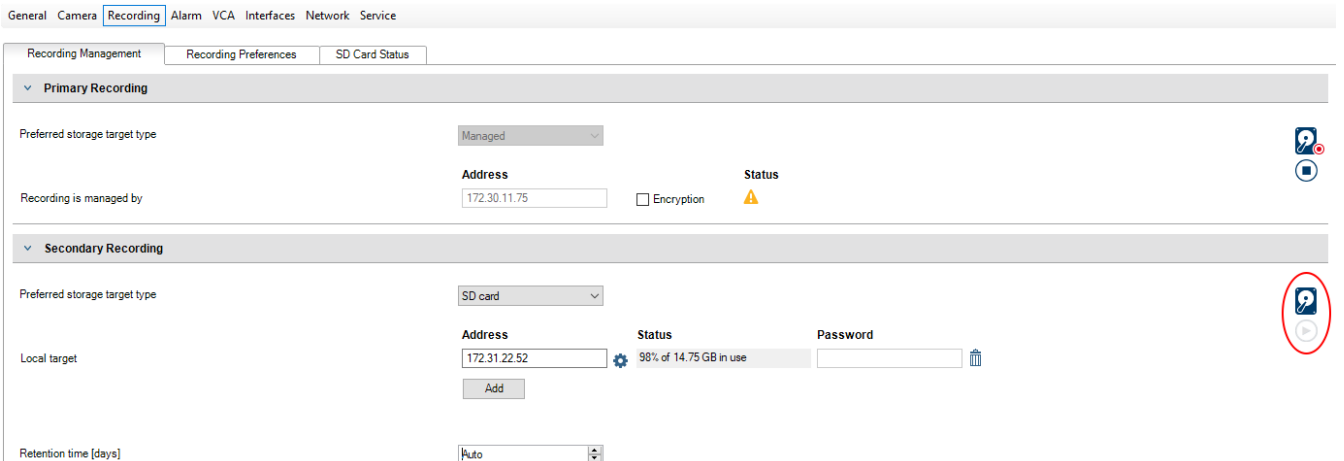 General Camera Recording Alarm VCA Interfaces Network Service
Recording Management Recording Preferences SD Card Status
Primary Recording
Preferred storage target type Managed
Address Status
Recording is managed by 172.30.11.75 Encryption
Secondary Recording
Preferred storage target type SD card
Address Status Password
Local target 172.31.22.52 98% of 14.75 GB in use
Add
Retention time [days] Auto